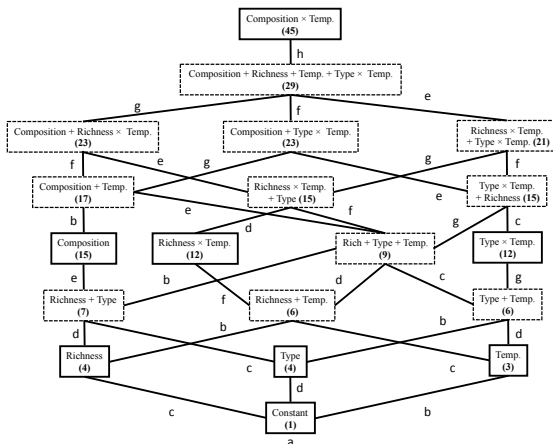 Composition × Temp.
(45)
h
Composition + Richness + Temp. + Type × Temp.
(29)
g
f
e
Composition + Richness × Temp.
(23)
Composition + Type × Temp.
(23)
Richness × Temp.
+ Type × Temp.
(21)
f
e
g
g
f
e
Composition + Temp.
(17)
Richness × Temp.
+ Type (15)
Type × Temp.
+ Richness (15)
b
e
d
f
g
c
Composition
(15)
Richness × Temp.
(12)
Rich + Type + Temp.
(9)
Type × Temp.
(12)
e
b
f
d
c
g
Richness + Type
(7)
Richness + Temp.
(6)
Type + Temp.
(6)
d
b
b
d
Richness
(4)
Type
(4)
Temp.
(3)
c
c
c
d
b
Constant
(1)
a